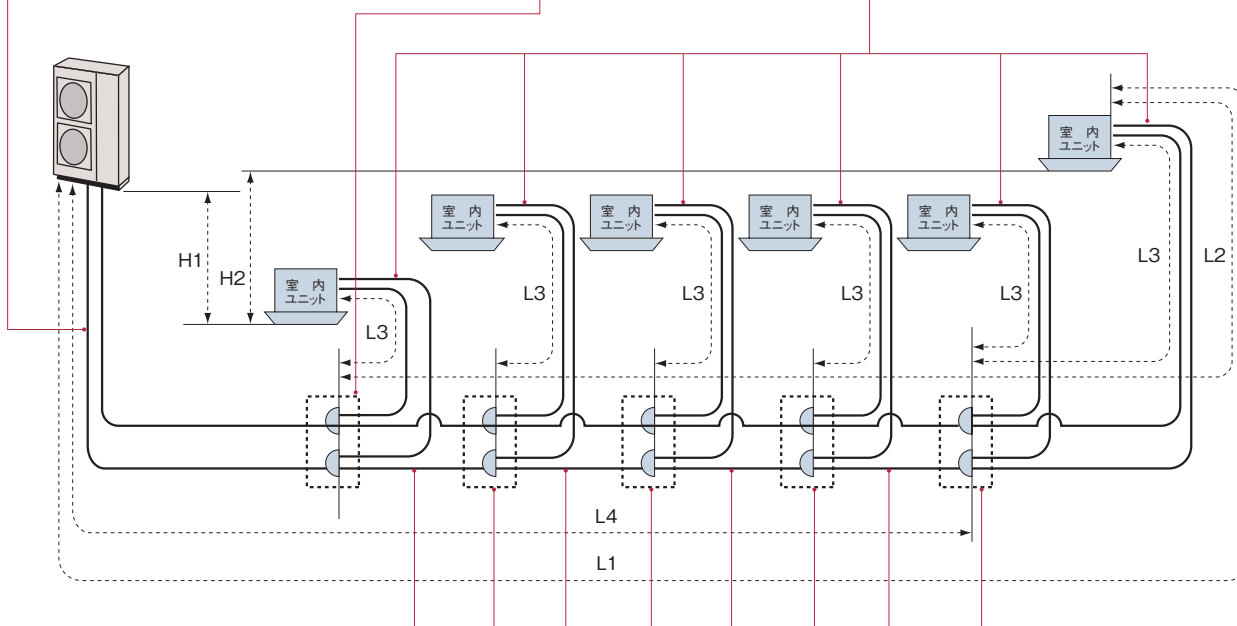 室 内
ユニット
室 内
ユニット
室 内
ユニット
室 内
ユニット
室 内
ユニット
H1
H2
室 内
ユニット
L3
L3
L3
L3
L3
L3
L2
L4
L1